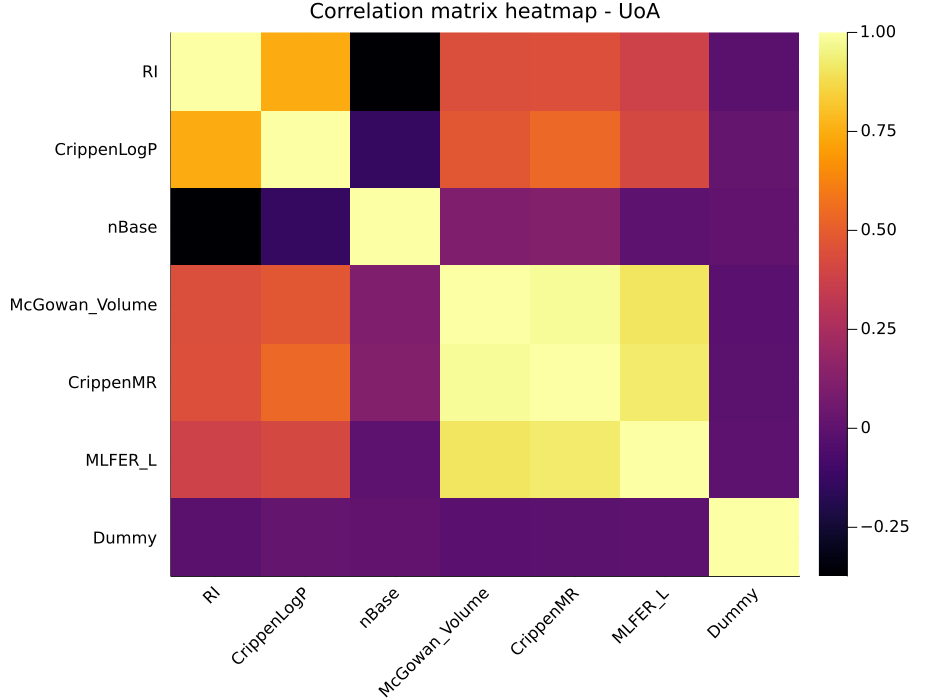 Correlation matrix heatmap - UoA
RI
CrippenLogP
nBase
McGowan_Volume
CrippenMR
MLFER_L
Dummy
RI
CrippenLogP
nBase
McGowan_Volume
CrippenMR
MLFER_L
Dummy
1.00
0.75
0.50
0.25
0
−0.25